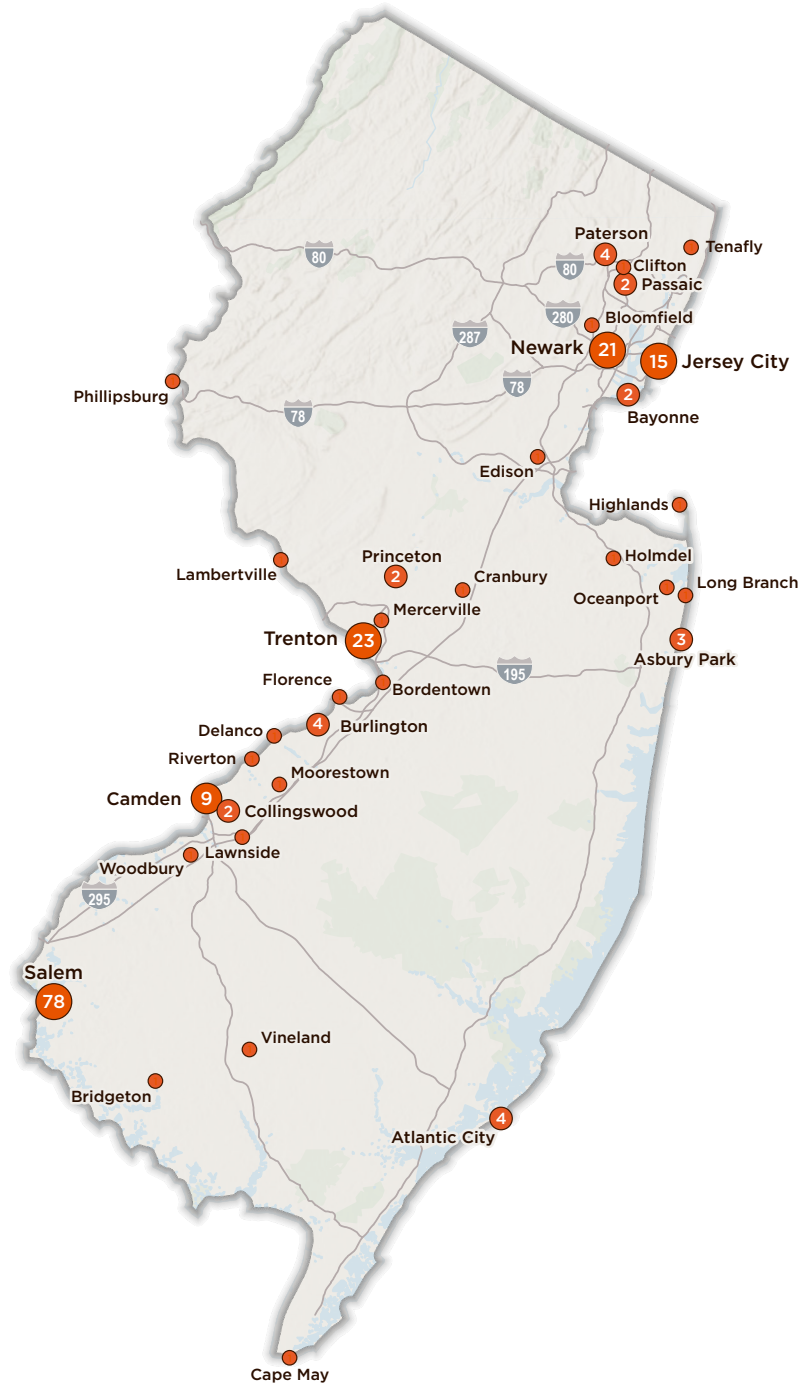 Paterson
4
Tenafly
80
80
Clifton
2
Passaic
280
Bloomfield
287
Newark
21
15
Jersey City
Phillipsburg
78
78
2
Bayonne
Edison
Highlands
Holmdel
Princeton
2
Lambertville
Cranbury
Long Branch
Oceanport
Mercerville
Trenton
23
3
Asbury Park
195
Florence
Bordentown
4
Burlington
Delanco
Riverton
Moorestown
Camden
9
2
Collingswood
Lawnside
Woodbury
295
Salem
78
Vineland
Bridgeton
4
Atlantic City
Cape May